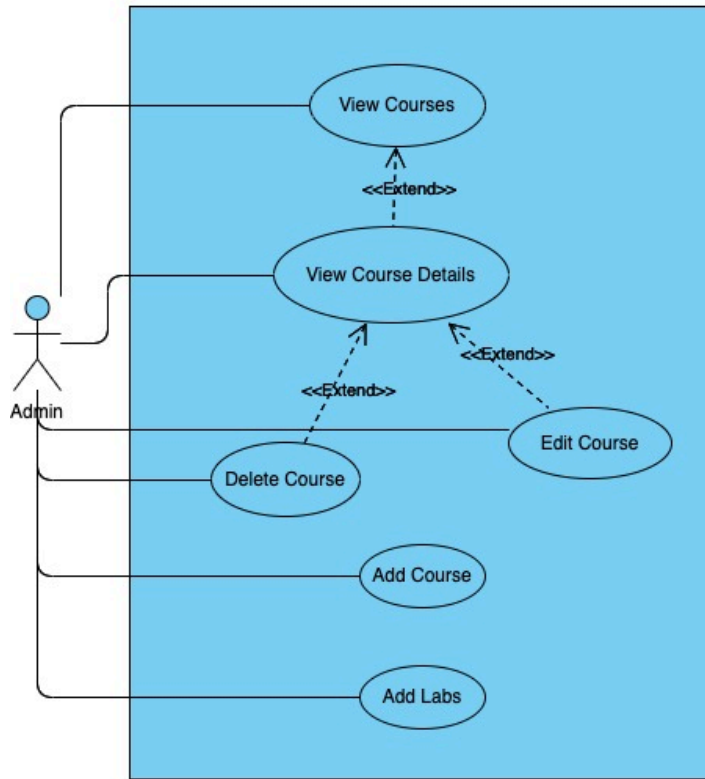 View Courses
<<Extend>>
View Course Details
<<Extend>>
<<Extend>>
Admin
Edit Course
Delete Course
Add Course
Add Labs